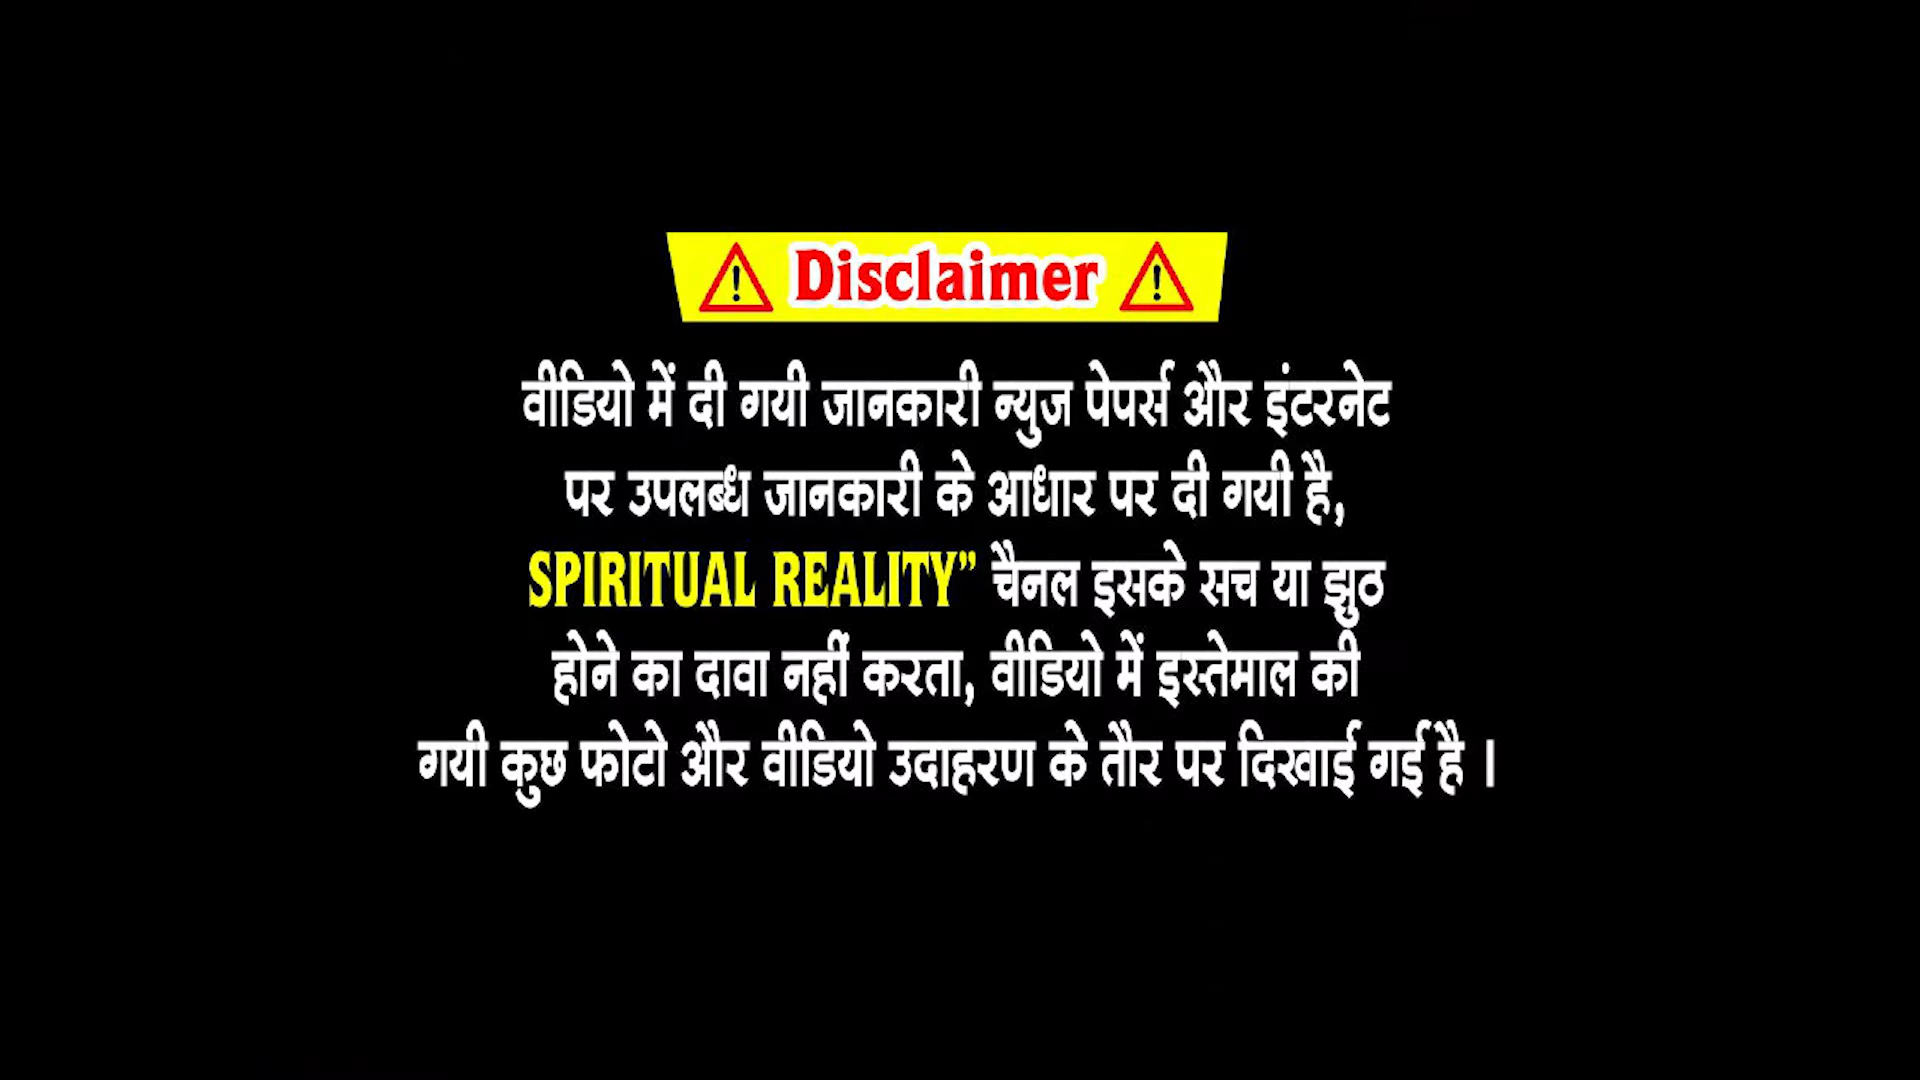 Disclaimer
वीडियो में दी गयी जानकारी न्युज पेपर्स और इंटरनेट
पर उपलब्ध जानकारी के आधार पर दी गयी है,
SPIRITUAL REALITY” चैनल इसके सच या झुठ
होने का दावा नहीं करता, वीडियो में इस्तेमाल की
गयी कुछ फोटो और वीडियो उदाहरण के तौर पर दिखाई गई है ।